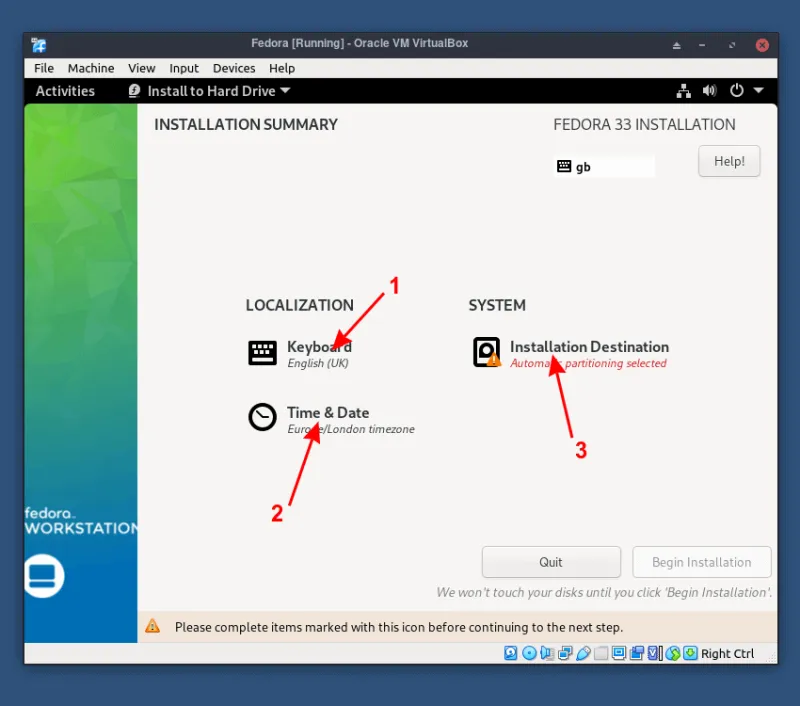 Fedora [Running] - Oracle VM VirtualBox
File Machine View Input Devices Help
Activities Install to Hard Drive
INSTALLATION SUMMARY
FEDORA 33 INSTALLATION
gb
Help!
1
LOCALIZATION
SYSTEM
Keyboard
English (UK)
Installation Destination
Automatic partitioning selected
Time & Date
Europe/London timezone
3
2
fedora
WORKSTATION
Quit
Begin Installation
We won't touch your disks until you click 'Begin Installation'.
Please complete items marked with this icon before continuing to the next step.
Right Ctrl